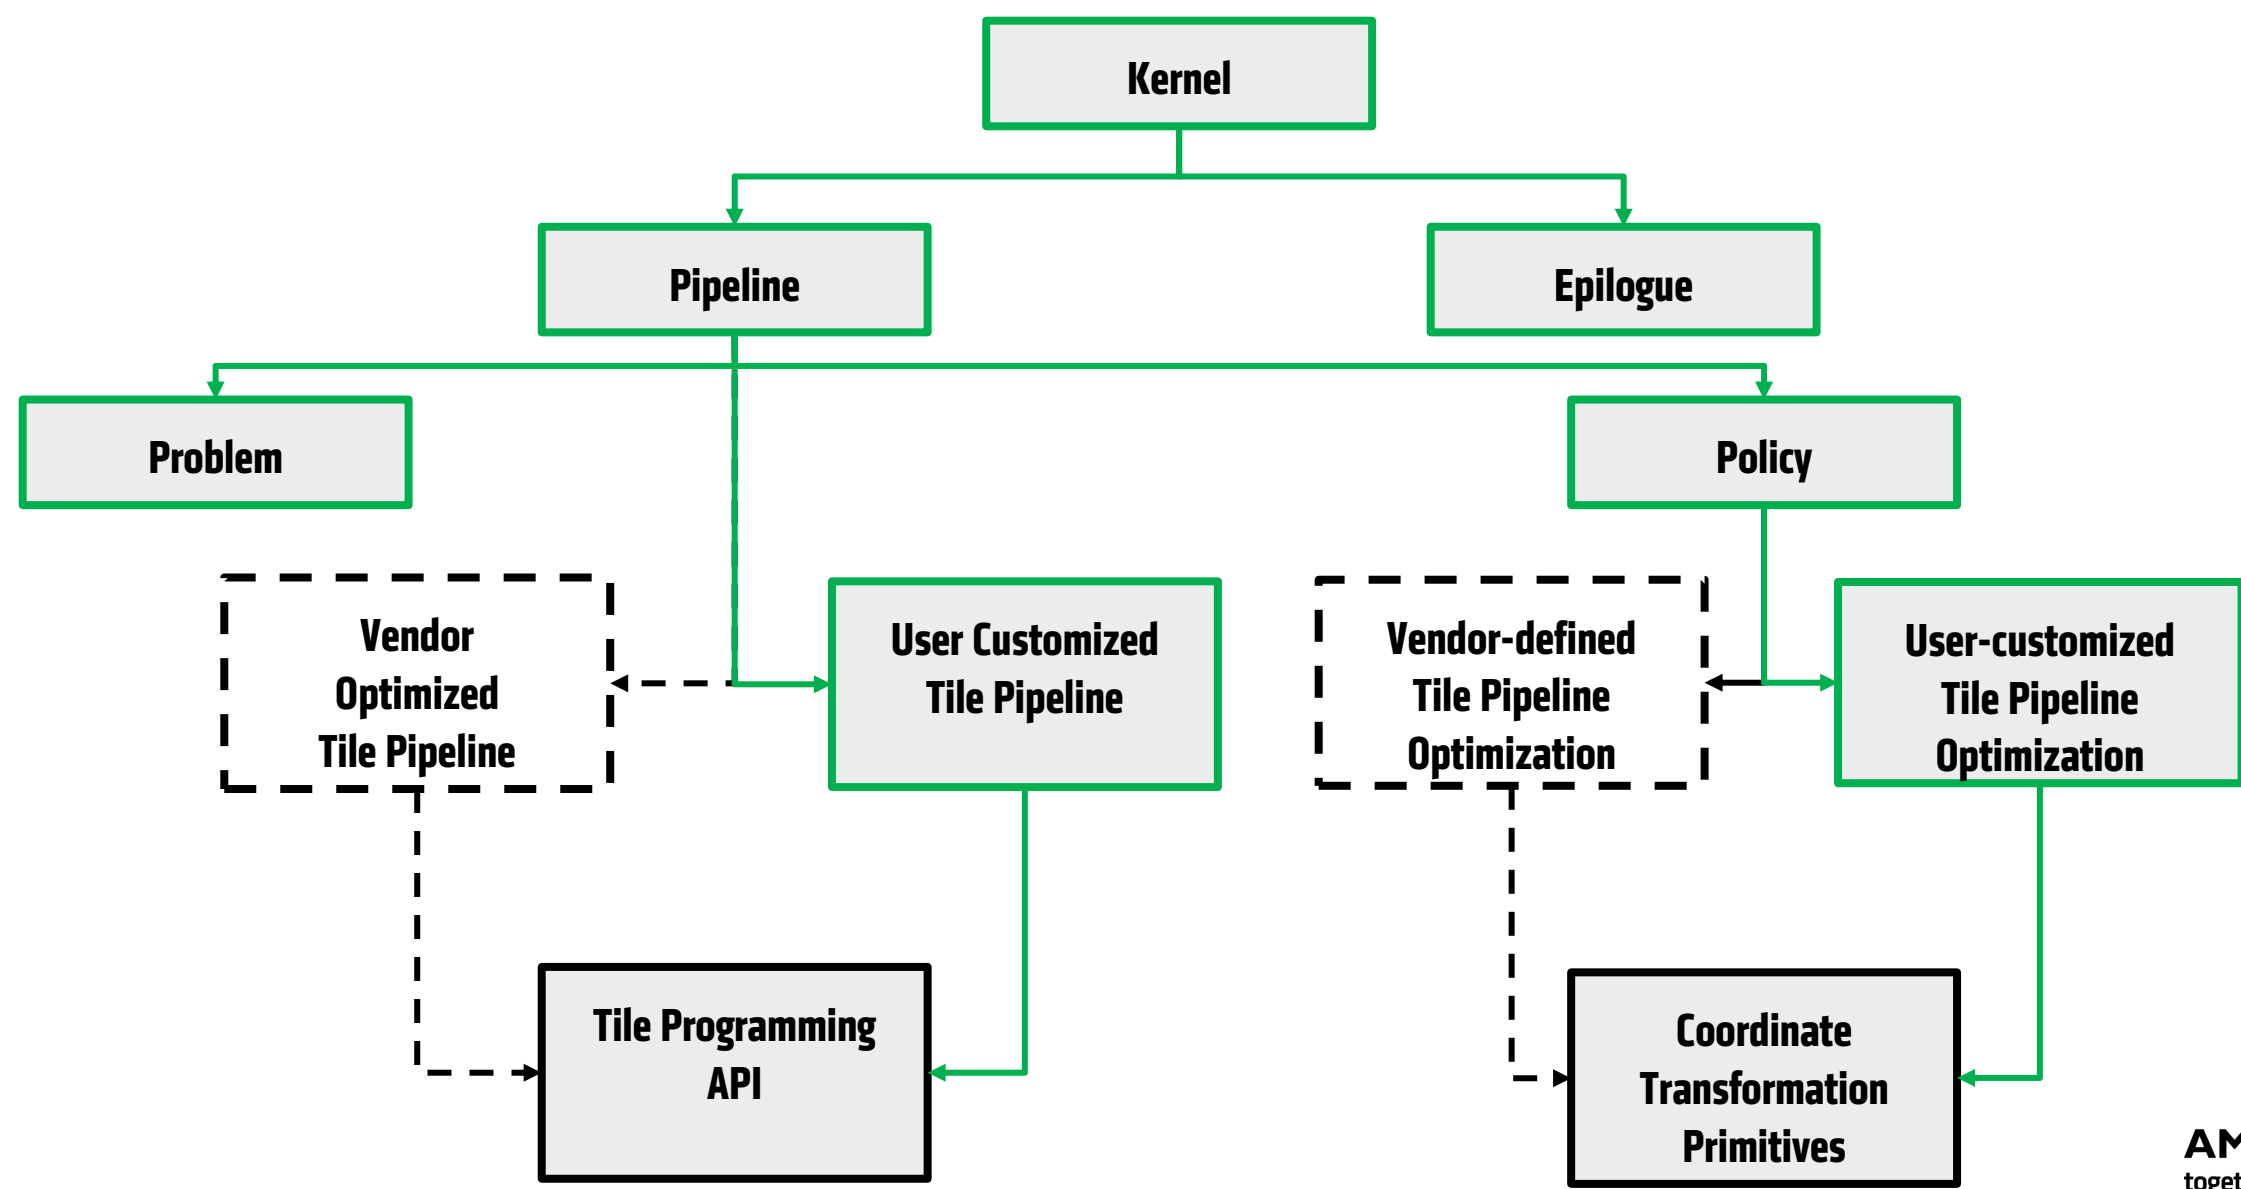 Kernel
Pipeline
Epilogue
Problem
Policy
Vendor
Optimized
Tile Pipeline
User Customized
Tile Pipeline
Vendor-defined
Tile Pipeline
Optimization
User-customized
Tile Pipeline
Optimization
Tile Programming
API
Coordinate
Transformation
Primitives